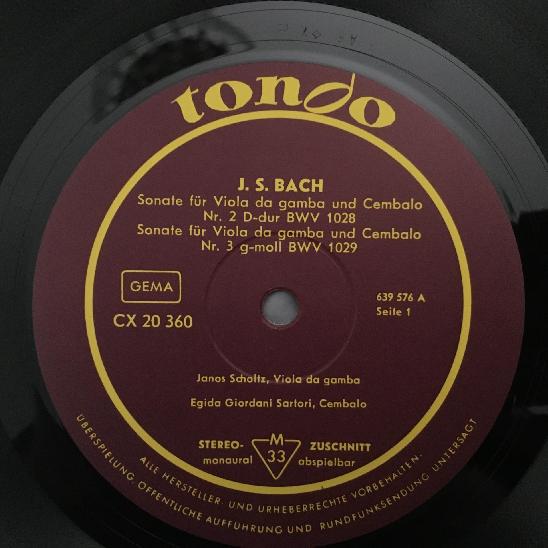 tondo
J. S. BACH
Sonate für Viola da gamba und Cembalo
Nr. 2 D-dur BWV 1028
Sonate für Viola da gamba und Cembalo
Nr. 3 g-moll BWV 1029
GEMA
639 576 A
CX 20 360
Seite 1
Janos Scholtz, Viola da gamba
Egida Giordani Sartori, Cembalo
STEREO- M ZUSCHNITT
monaural 33 abspielbar
ALLE HERSTELLER- UND URHEBERRECHTE VORBEHALTEN.
ÜBERSPIELUNG, ÖFFENTLICHE AUFFÜHRUNG UND RUNDFUNKSENDUNG UNTERSAGT